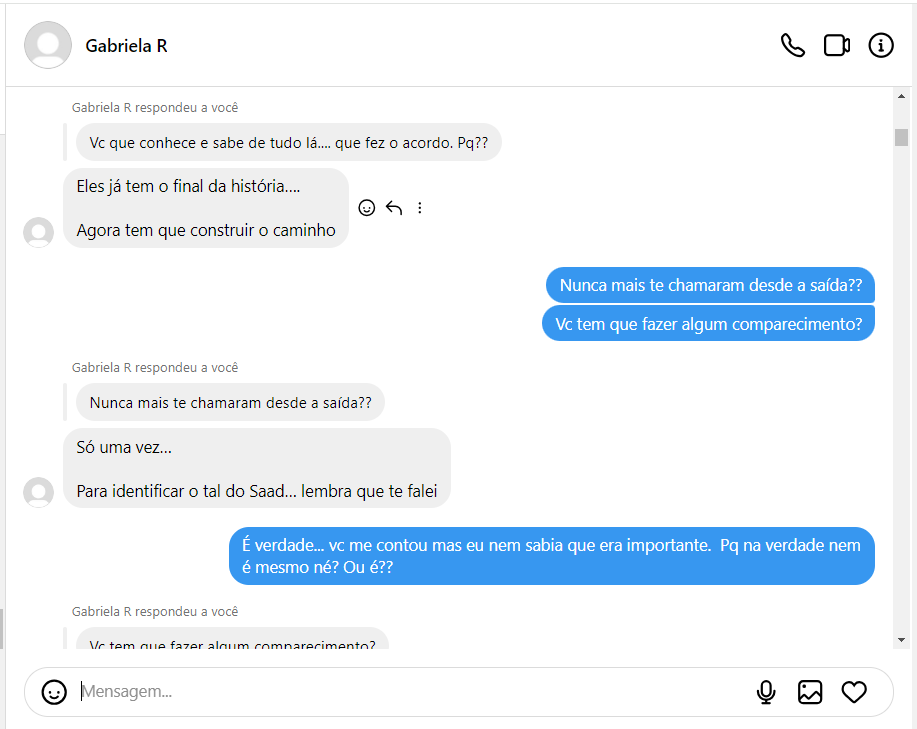 Gabriela R
Gabriela R respondeu a você
Vc que conhece e sabe de tudo lá.... que fez o acordo. Pq??
Eles já tem o final da história....
Agora tem que construir o caminho
Nunca mais te chamaram desde a saída??
Vc tem que fazer algum comparecimento?
Gabriela R respondeu a você
Nunca mais te chamaram desde a saída??
Só uma vez...
Para identificar o tal do Saad... lembra que te falei
É verdade... vc me contou mas eu nem sabia que era importante.  Pq na verdade nem
é mesmo né? Ou é??
Gabriela R respondeu a você
Vc tem que fazer algum comparecimento?
Mensagem...